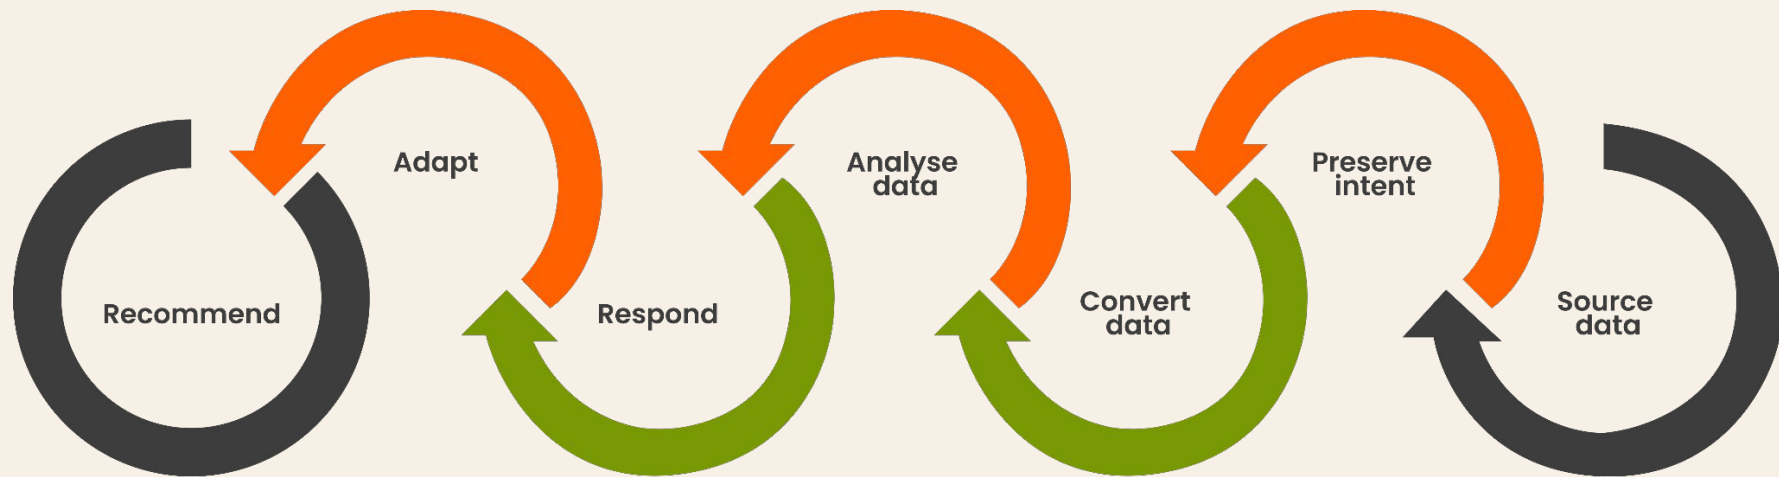 Recommend
Adapt
Respond
Analyse
data
Convert
data
Preserve
intent
Source
data